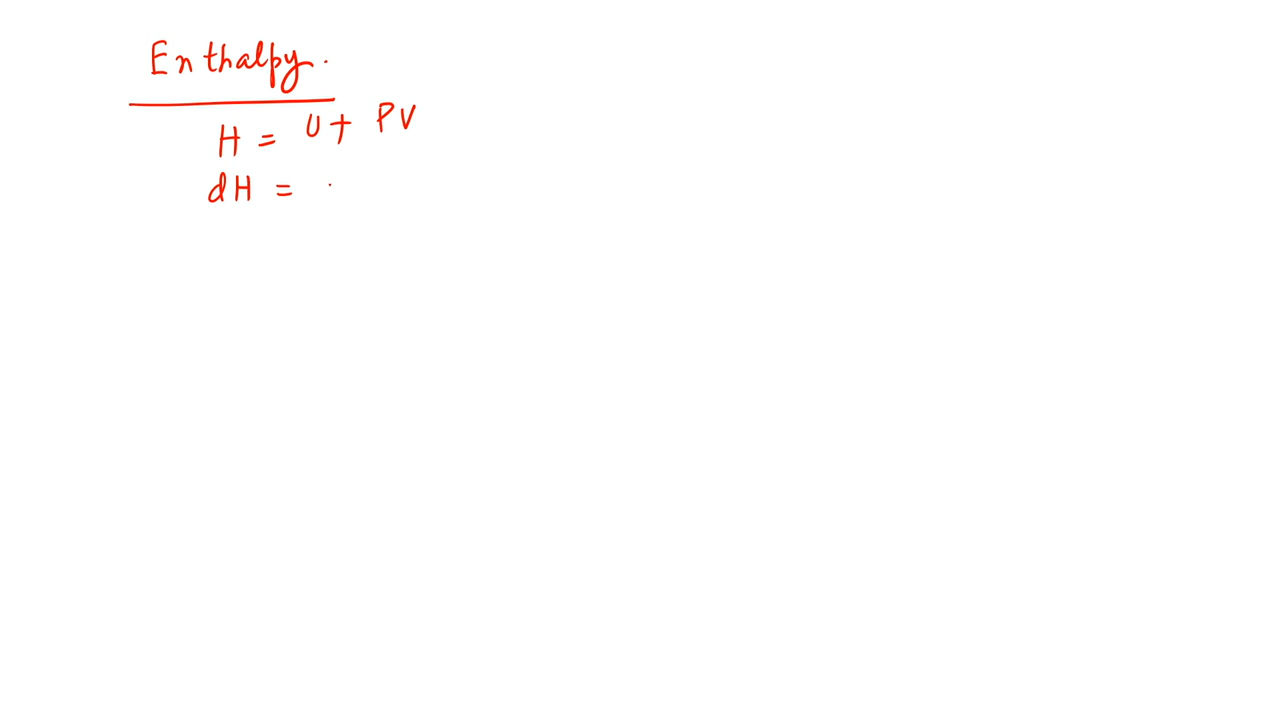 Enthalpy.
H = U + PV
dH =